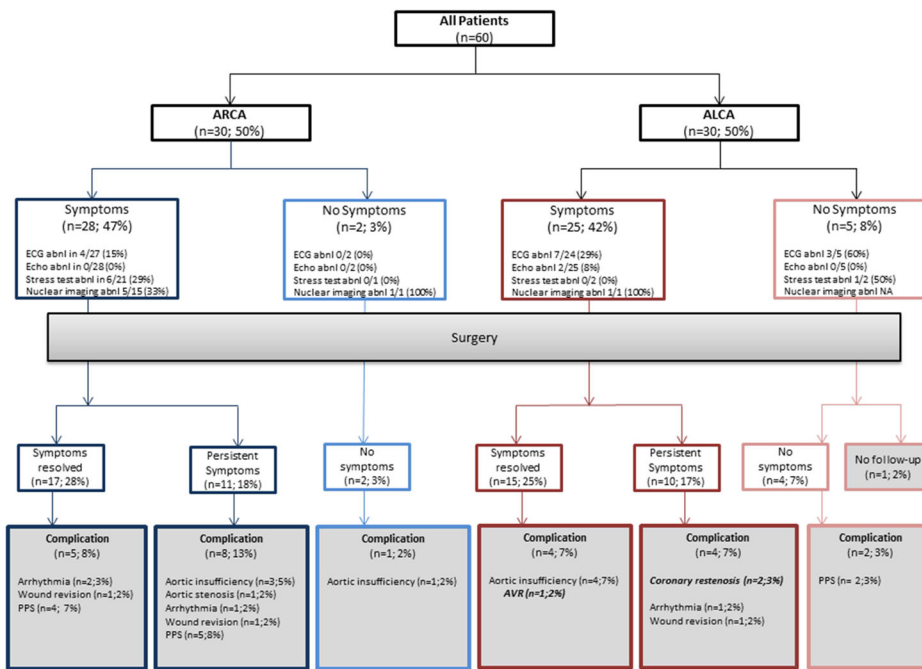 All Patients
(n=60)
ARCA
(n=30; 50%)
ALCA
(n=30; 50%)
Symptoms
(n=28; 47%)
ECG abnl in 4/27 (15%)
Echo abnl in 0/28 (0%)
Stress test abnl in 6/21 (29%)
Nuclear imaging abnl 5/15 (33%)
No Symptoms
(n=2; 3%)
ECG abnl 0/2 (0%)
Echo abnl 0/2 (0%)
Stress test abnl 0/1 (0%)
Nuclear imaging abnl 1/1 (100%)
Symptoms
(n=25; 42%)
ECG abnl 7/24 (29%)
Echo abnl 2/25 (8%)
Stress test abnl 0/2 (0%)
Nuclear imaging abnl 1/1 (100%)
No Symptoms
(n=5; 8%)
ECG abnl 3/5 (60%)
Echo abnl 0/5 (0%)
Stress test abnl 1/2 (50%)
Nuclear imaging abnl NA
Surgery
Symptoms
resolved
(n=17; 28%)
Persistent
Symptoms
(n=11; 18%)
No
symptoms
(n=2; 3%)
Symptoms
resolved
(n=15; 25%)
Persistent
Symptoms
(n=10; 17%)
No
symptoms
(n=4; 7%)
No follow-up
(n=1; 2%)
Complication
(n=5; 8%)
Arrhythmia (n=2;3%)
Wound revision (n=1;2%)
PPS (n=4; 7%)
Complication
(n=8; 13%)
Aortic insufficiency (n=3;5%)
Aortic stenosis (n=1;2%)
Arrhythmia (n=1;2%)
Wound revision (n=1;2%)
PPS (n=5;8%)
Complication
(n=1; 2%)
Aortic insufficiency (n=1;2%)
Complication
(n=4; 7%)
Aortic insufficiency (n=4;7%)
AVR (n=1;2%)
Complication
(n=4; 7%)
Coronary restenosis (n=2;3%)
Arrhythmia (n=1;2%)
Wound revision (n=1;2%)
Complication
(n=2; 3%)
PPS (n= 2;3%)